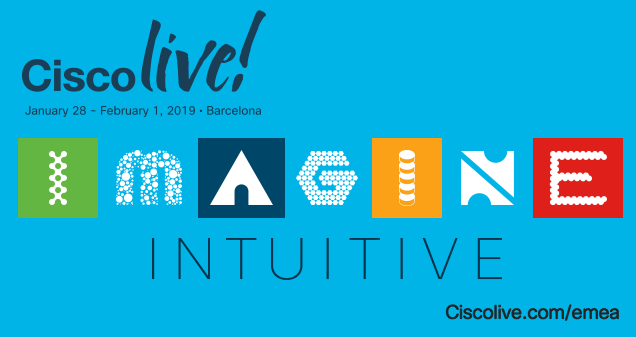 Cisco live!
January 28 - February 1, 2019 · Barcelona
IMAGINE
INTUITIVE
Ciscolive.com/emea